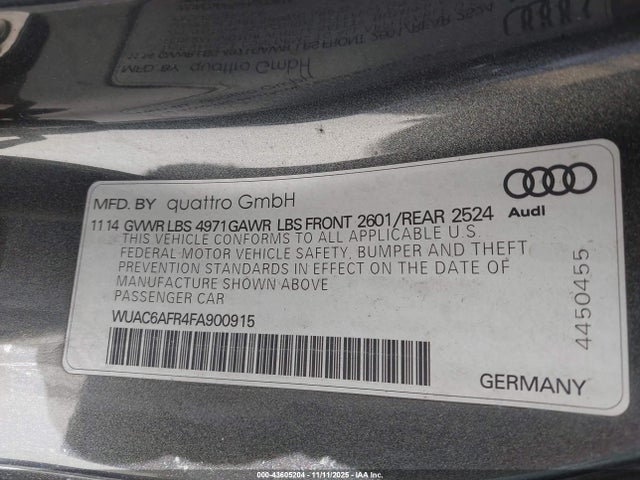 MFD. BY quattro GmbH
11 14 GVWR LBS 4971 GAWR LBS FRONT 2601/REAR 2524
Audi
THIS VEHICLE CONFORMS TO ALL APPLICABLE U.S.
FEDERAL MOTOR VEHICLE SAFETY, BUMPER AND THEFT
PREVENTION STANDARDS IN EFFECT ON THE DATE OF
MANUFACTURE SHOWN ABOVE
PASSENGER CAR
WUAC6AFR4FA900915
4450455
GERMANY
000-43605204 - 11/11/2025 - IAA Inc.